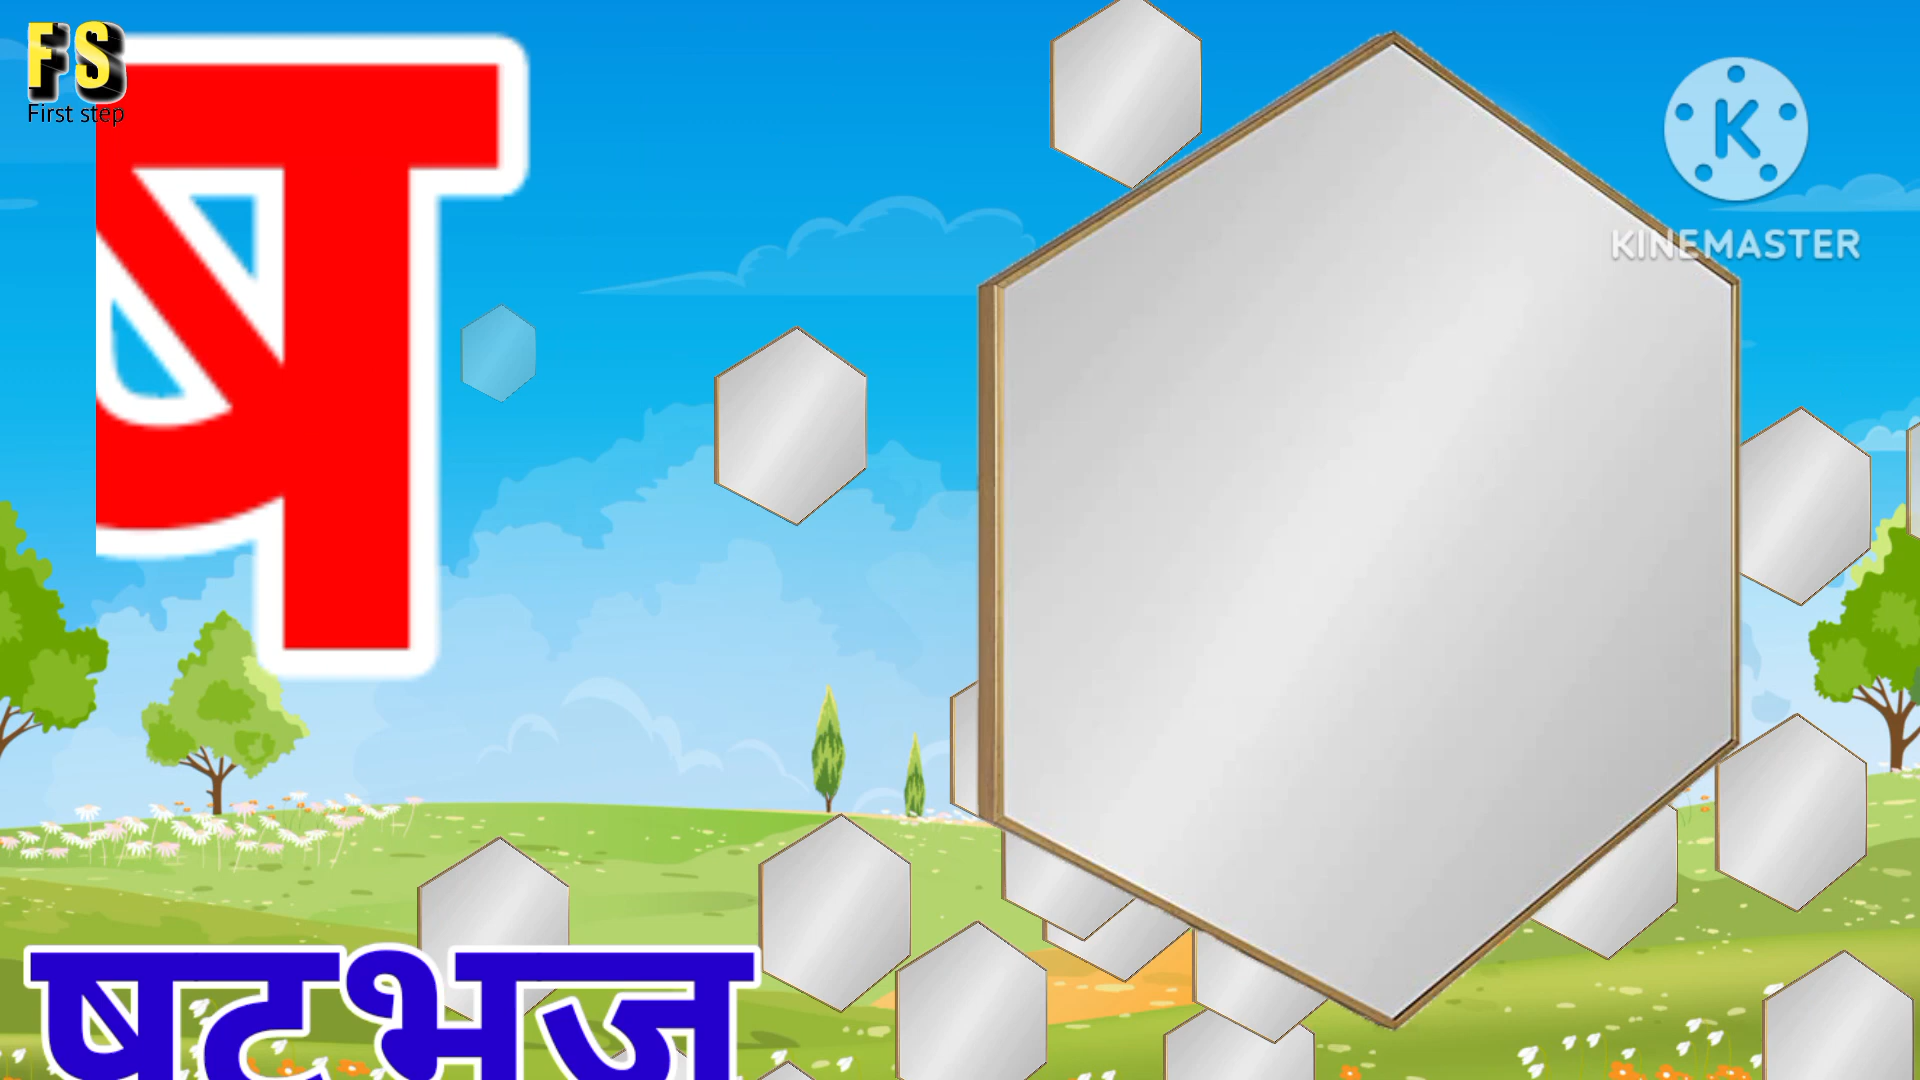 FS
First step
ष
KINEMASTER
षटभज